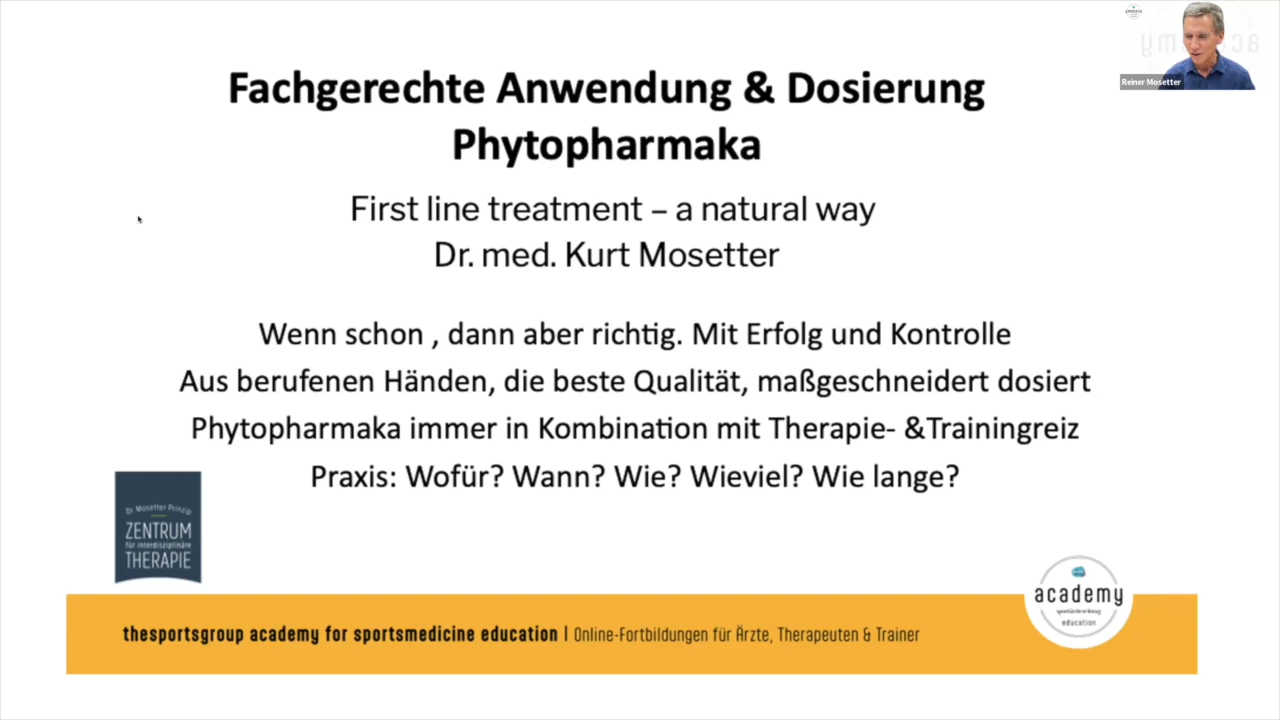 Fachgerechte Anwendung & Dosierung
Phytopharmaka
First line treatment – a natural way
Dr. med. Kurt Mosetter
Wenn schon , dann aber richtig. Mit Erfolg und Kontrolle
Aus berufenen Händen, die beste Qualität, maßgeschneidert dosiert
Phytopharmaka immer in Kombination mit Therapie- &Trainingreiz
Praxis: Wofür? Wann? Wie? Wieviel? Wie lange?
Dr. Mosetter Prinzip
ZENTRUM
für interdisziplinäre
THERAPIE
thesportsgroup academy for sportsmedicine education | Online-Fortbildungen für Ärzte, Therapeuten & Trainer
academy
education
academy
Reiner Mosetter